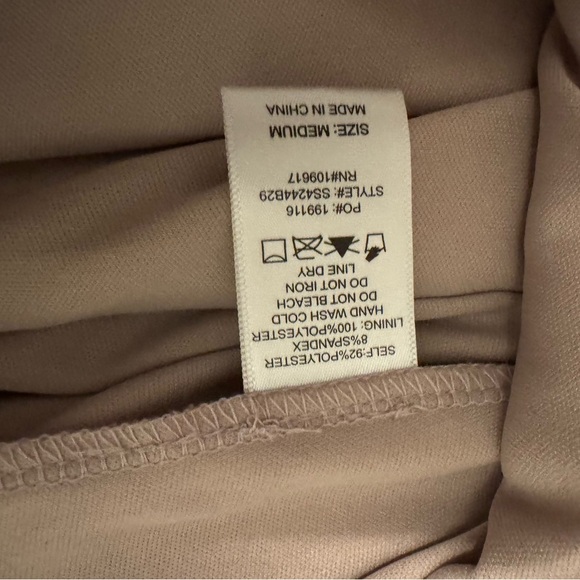 SELF:92%POLYESTER
8%SPANDEX
LINING: 100%POLYESTER
HAND WASH COLD
DO NOT BLEACH
DO NOT IRON
LINE DRY
PO#: 199116
STYLE#: SS4244B29
RN#109617
SIZE: MEDIUM
MADE IN CHINA